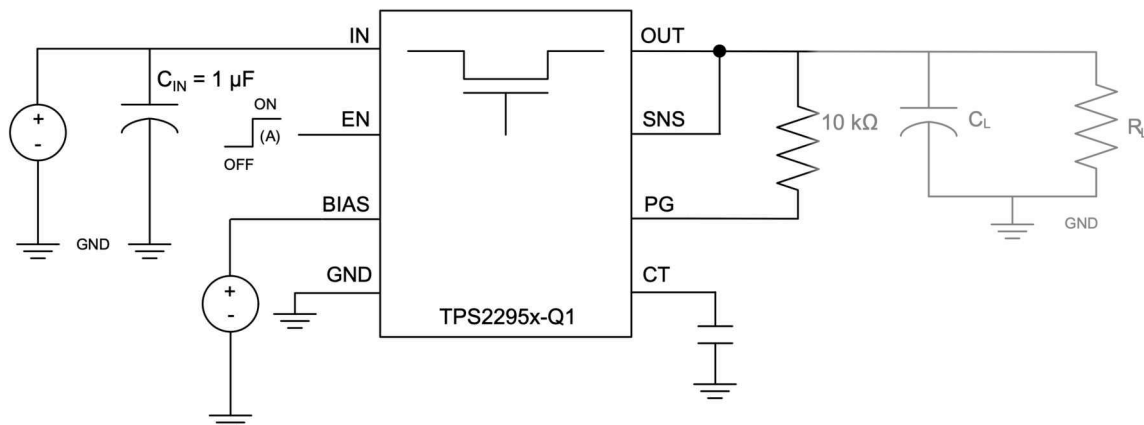 IN
OUT
C_IN = 1 µF
ON
(A)
OFF
EN
SNS
10 kΩ
C_L
R_L
+
-
BIAS
PG
GND
GND
GND
CT
+
-
TPS2295x-Q1